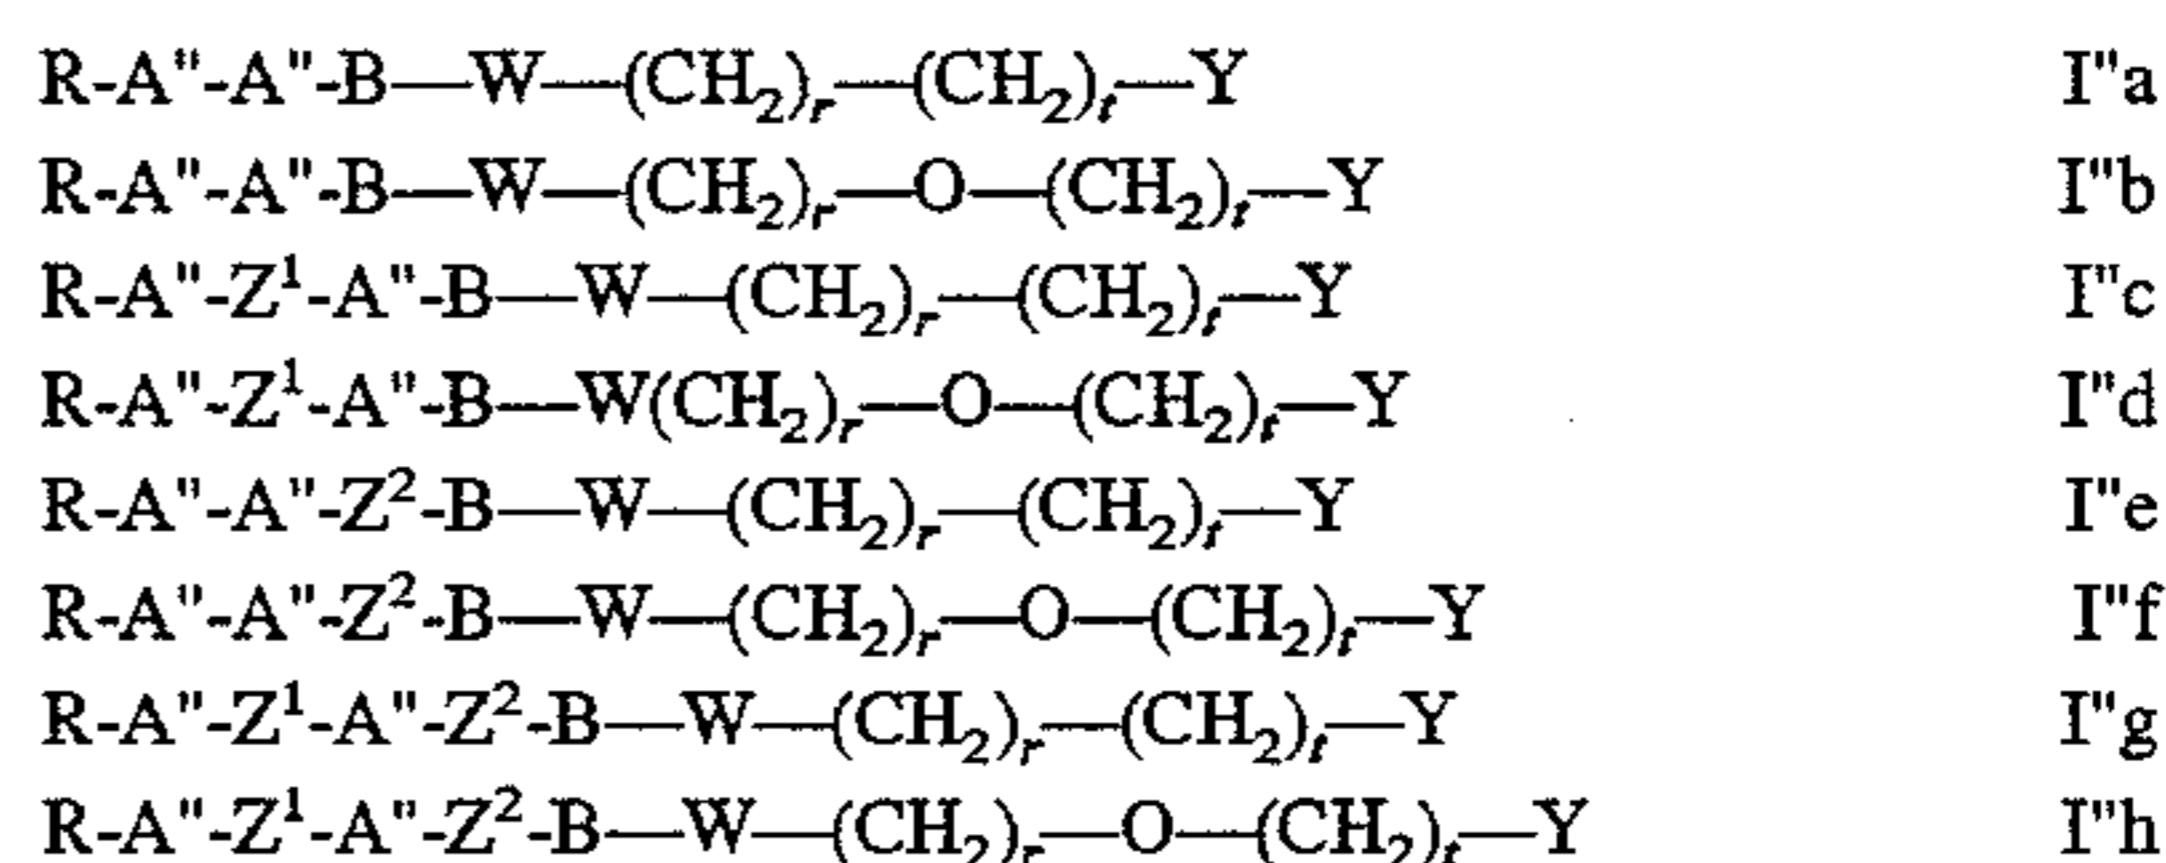 R-A"-A"-B—W—(CH₂)ᵣ—(CH₂)ₜ—Y I"a
R-A"-A"-B—W—(CH₂)ᵣ—O—(CH₂)ₜ—Y I"b
R-A"-Z¹-A"-B—W—(CH₂)ᵣ—(CH₂)ₜ—Y I"c
R-A"-Z¹-A"-B—W(CH₂)ᵣ—O—(CH₂)ₜ—Y I"d
R-A"-A"-Z²-B—W—(CH₂)ᵣ—(CH₂)ₜ—Y I"e
R-A"-A"-Z²-B—W—(CH₂)ᵣ—O—(CH₂)ₜ—Y I"f
R-A"-Z¹-A"-Z²-B—W—(CH₂)ᵣ—(CH₂)ₜ—Y I"g
R-A"-Z¹-A"-Z²-B—W—(CH₂)ᵣ—O—(CH₂)ₜ—Y I"h